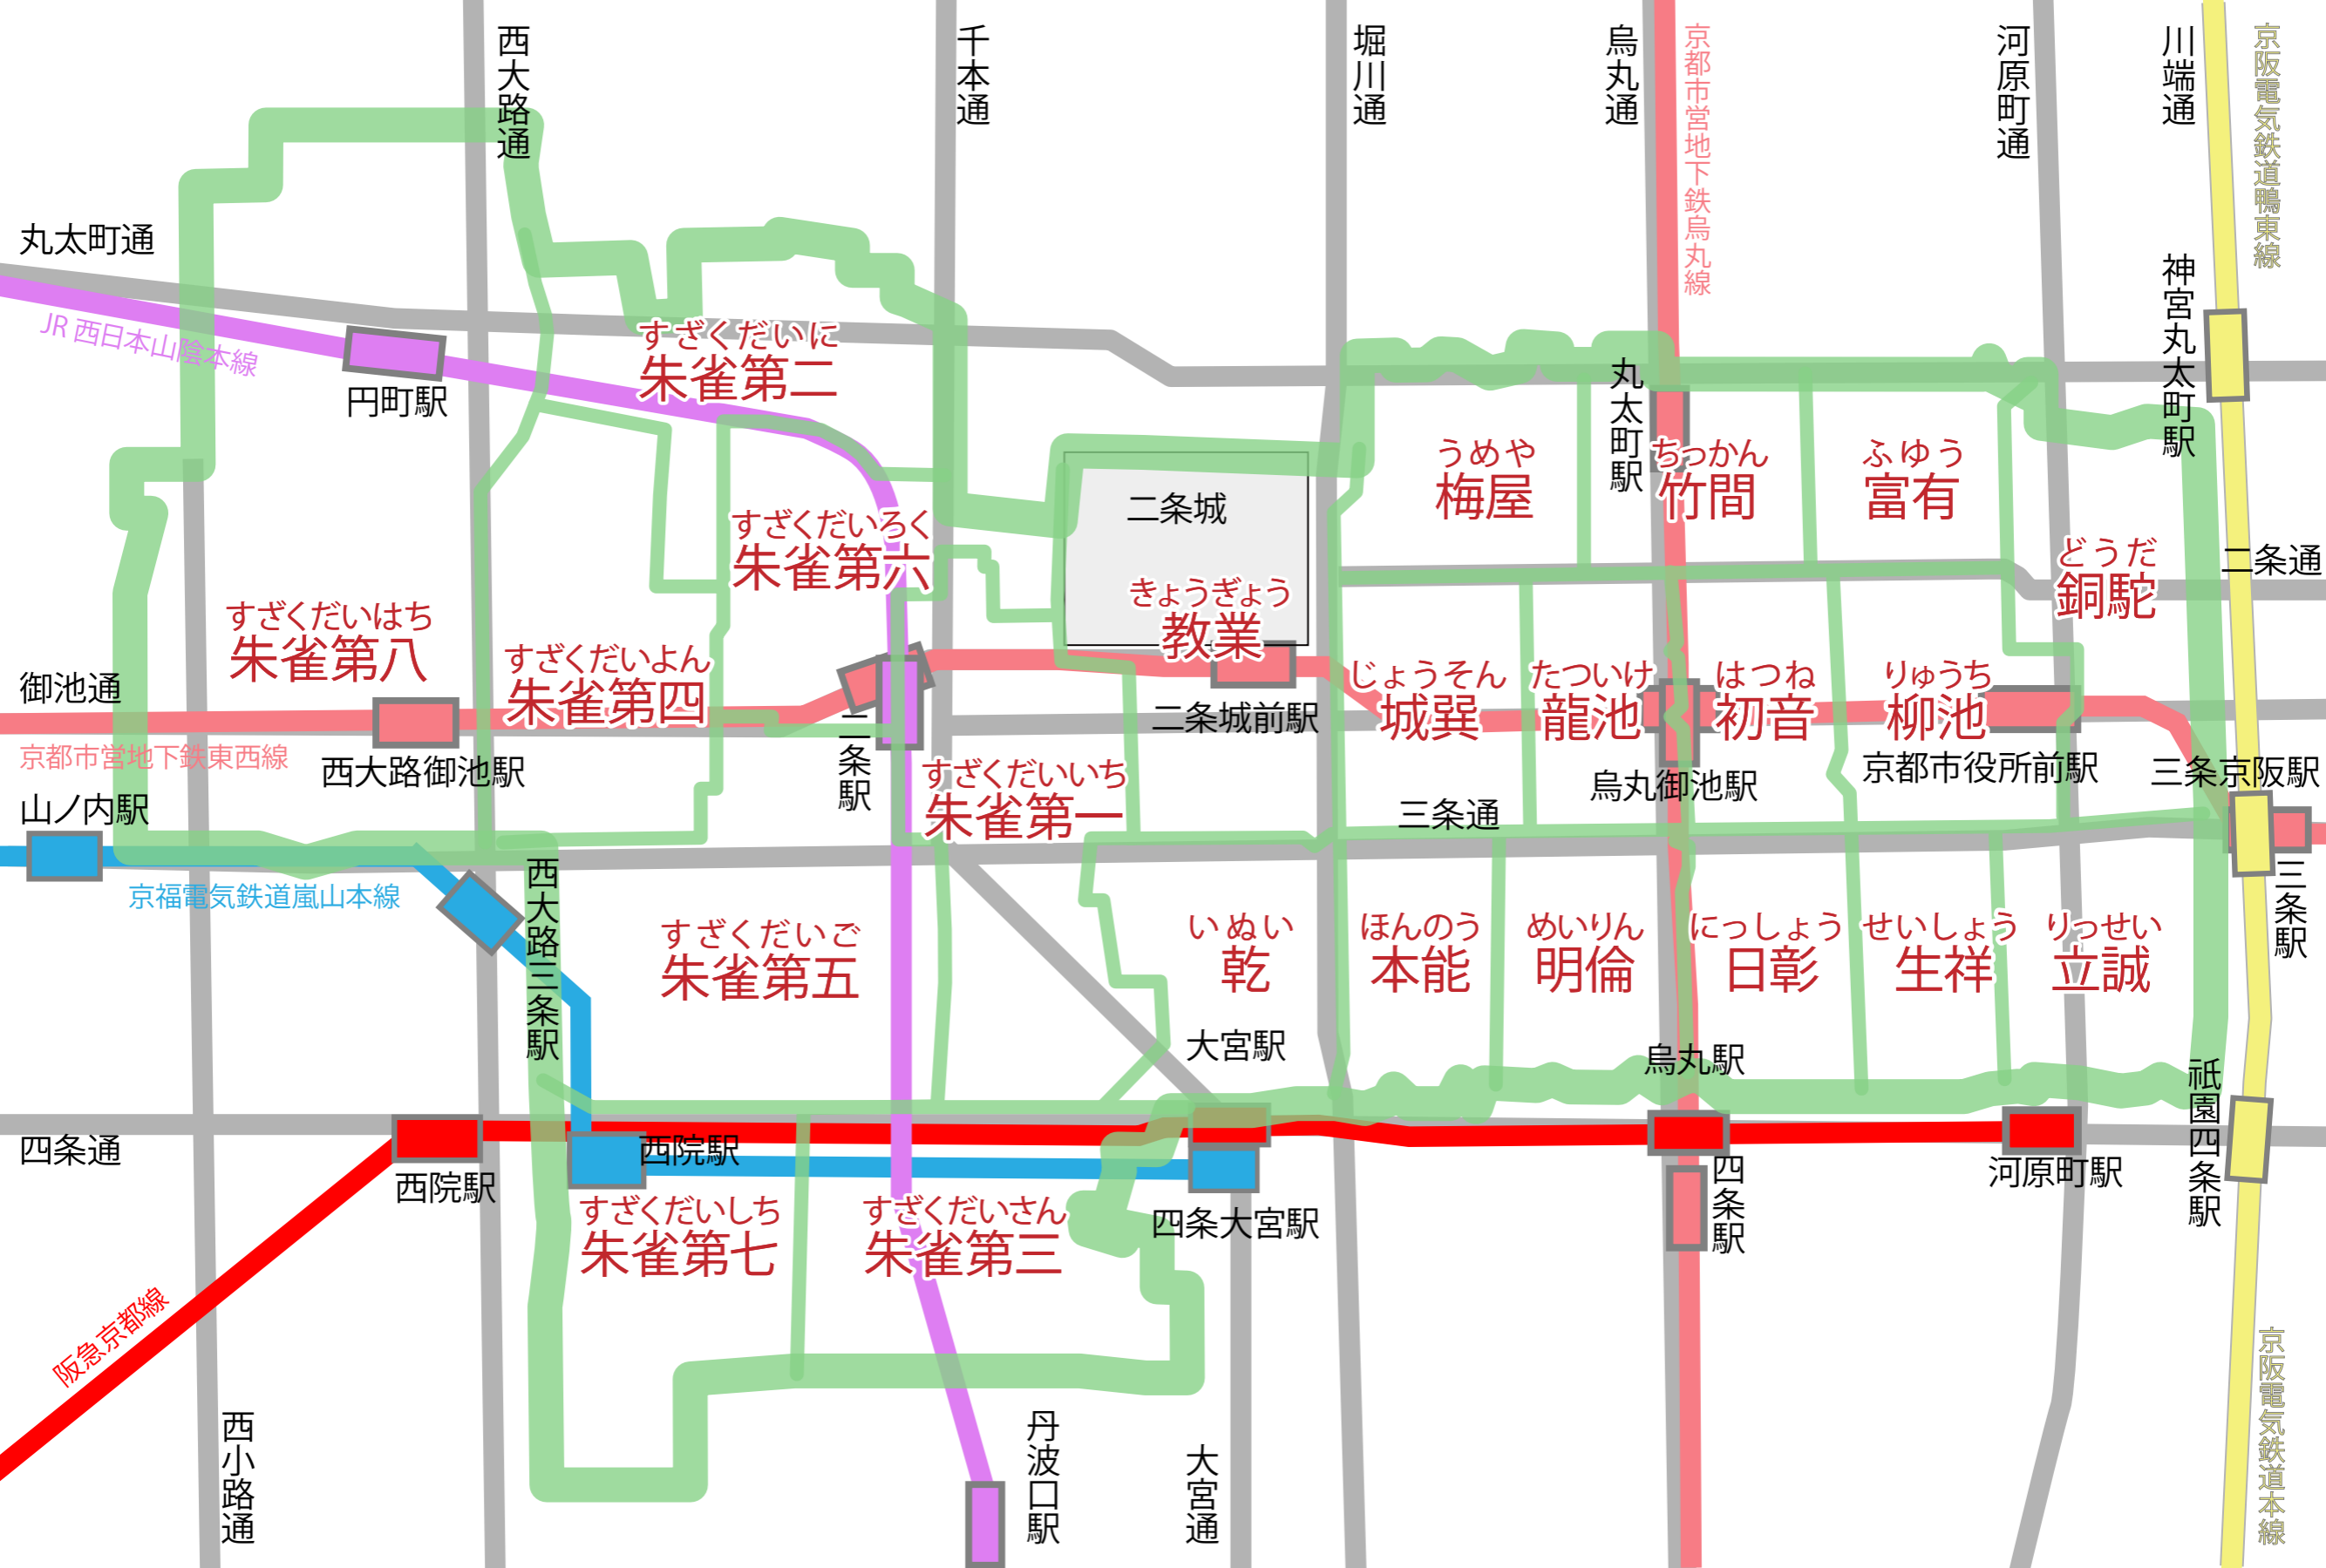 西大路通
千本通
堀川通
烏丸通
京都市営地下鉄烏丸線
河原町通
川端通
京阪電気鉄道鴨東線
丸太町通
JR 西日本山陰本線
円町駅
すざくだいに
朱雀第二
丸太町駅
神宮丸太町駅
うめや
梅屋
ちっかん
竹間
ふゆう
富有
二条城
すざくだいろく
朱雀第六
どうだ
銅駝
二条通
きょうぎょう
教業
すざくだいはち
朱雀第八
すざくだいよん
朱雀第四
じょうそん
城巽
たついけ
龍池
はつね
初音
りゅうち
柳池
御池通
京都市営地下鉄東西線
西大路御池駅
二条駅
二条城前駅
烏丸御池駅
京都市役所前駅
三条京阪駅
山ノ内駅
すざくだいいち
朱雀第一
三条通
京福電気鉄道嵐山本線
西大路三条駅
三条駅
すざくだいご
朱雀第五
いぬい
乾
ほんのう
本能
めいりん
明倫
にっしょう
日彰
せいしょう
生祥
りっせい
立誠
大宮駅
烏丸駅
祇園四条駅
四条通
西院駅
西院駅
四条大宮駅
四条駅
河原町駅
すざくだいしち
朱雀第七
すざくだいさん
朱雀第三
阪急京都線
西小路通
丹波口駅
大宮通
京阪電気鉄道本線